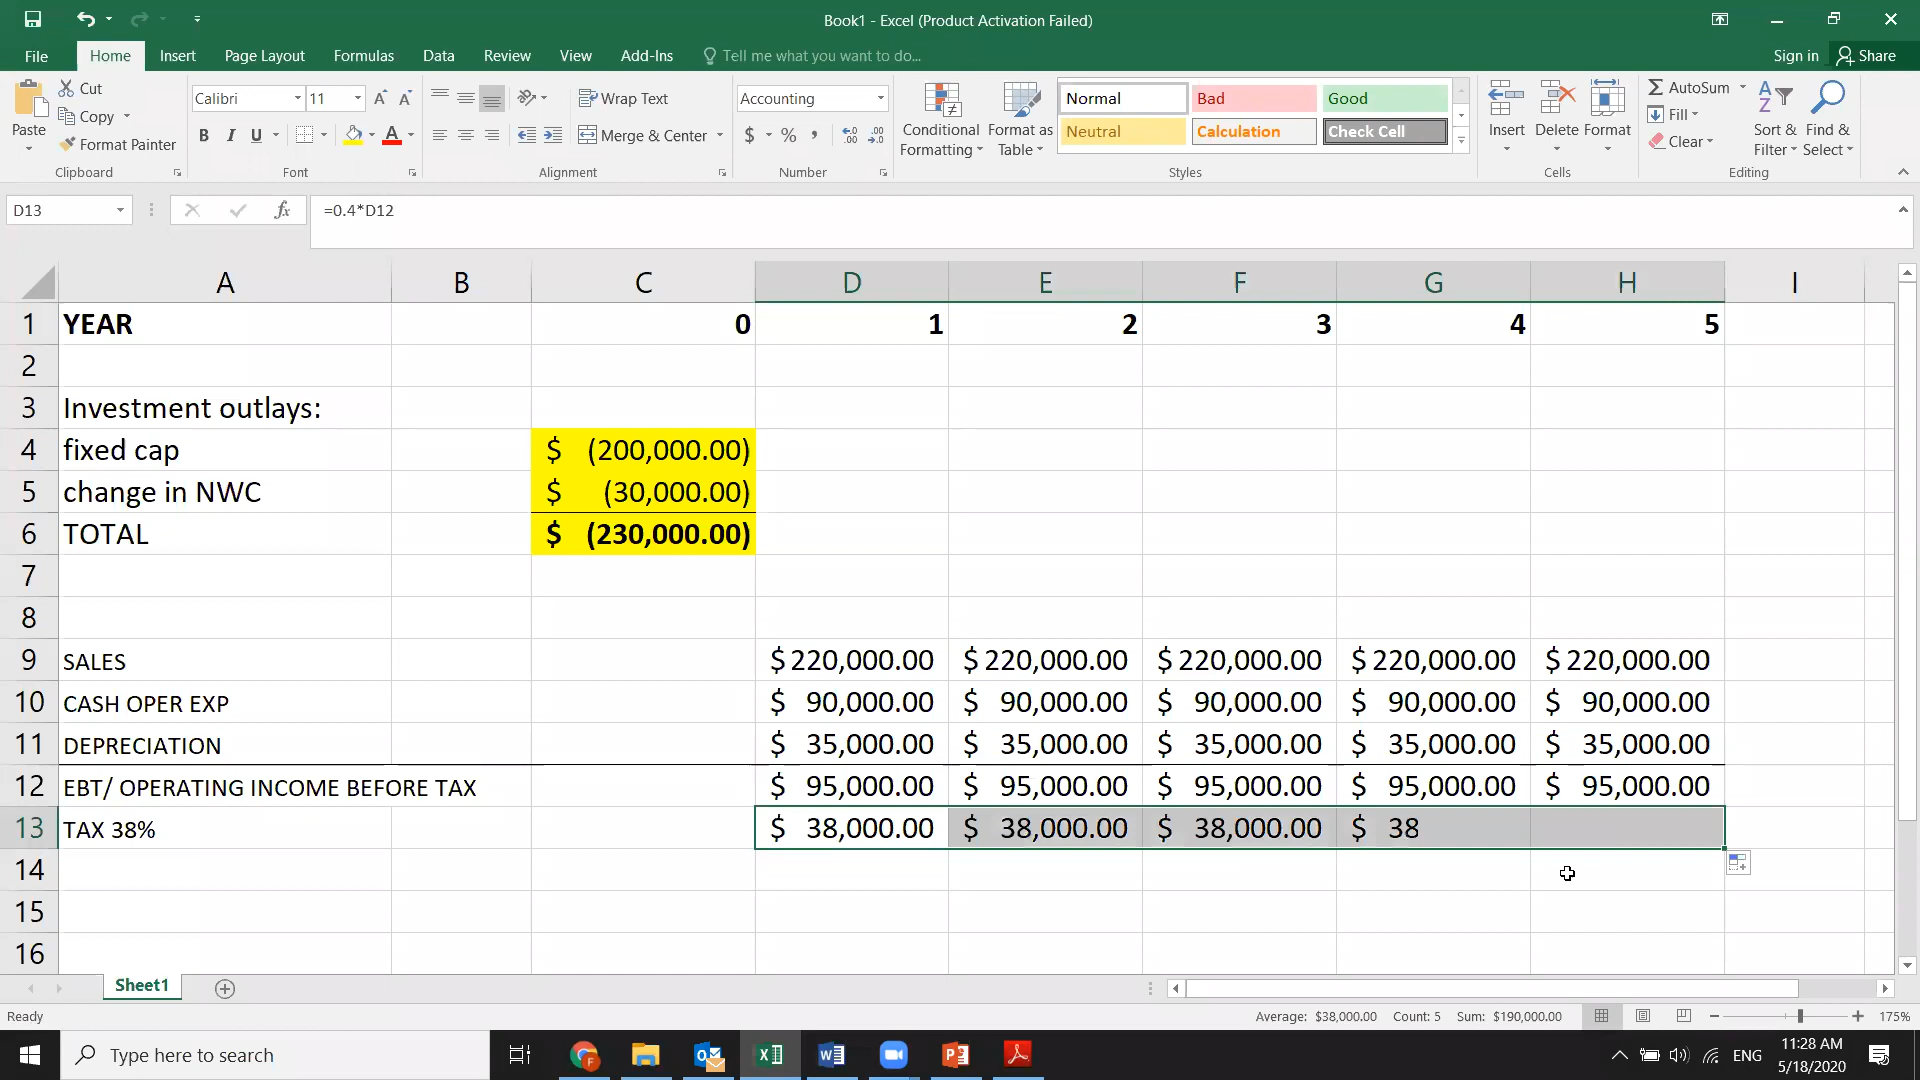 Book1 - Excel (Product Activation Failed)
File Home Insert Page Layout Formulas Data Review View Add-Ins Tell me what you want to do... Sign in Share
Paste
Cut
Copy
Format Painter
Clipboard
Calibri 11
B I U
Font
Wrap Text
Merge & Center
Alignment
Accounting
$ % ,
Number
Conditional Formatting
Format as Table
Normal Bad Good
Neutral Calculation Check Cell
Styles
Insert Delete Format
Cells
AutoSum
Fill
Clear
Sort & Filter
Find & Select
Editing
D13 fx =0.4*D12
A B C D E F G H I
1 YEAR 0 1 2 3 4 5
2
3 Investment outlays:
4 fixed cap $ (200,000.00)
5 change in NWC $ (30,000.00)
6 TOTAL $ (230,000.00)
7
8
9 SALES $ 220,000.00 $ 220,000.00 $ 220,000.00 $ 220,000.00 $ 220,000.00
10 CASH OPER EXP $ 90,000.00 $ 90,000.00 $ 90,000.00 $ 90,000.00 $ 90,000.00
11 DEPRECIATION $ 35,000.00 $ 35,000.00 $ 35,000.00 $ 35,000.00 $ 35,000.00
12 EBT/ OPERATING INCOME BEFORE TAX $ 95,000.00 $ 95,000.00 $ 95,000.00 $ 95,000.00 $ 95,000.00
13 TAX 38% $ 38,000.00 $ 38,000.00 $ 38,000.00 $ 38
14
15
16
Sheet1
Ready Average: $38,000.00 Count: 5 Sum: $190,000.00 175%
Type here to search ENG 11:28 AM
5/18/2020